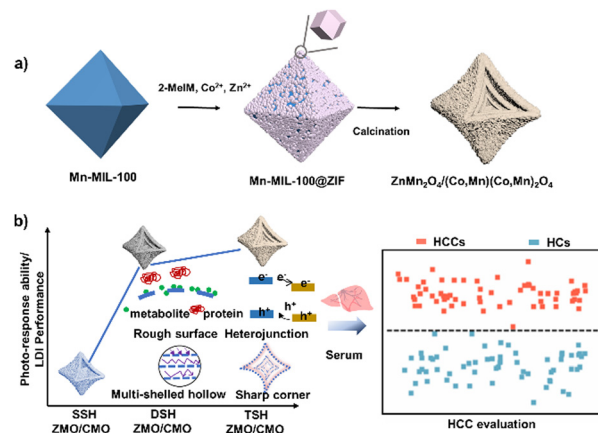 a)
2-MeIM, Co²⁺, Zn²⁺
Calcination
Mn-MIL-100
Mn-MIL-100@ZIF
ZnMn₂O₄/(Co,Mn)(Co,Mn)₂O₄
b)
Photo-response ability/
LDI Performance
metabolite protein
Rough surface
Multi-shelled hollow
e⁻ e⁻ e⁻
h⁺ h⁺ h⁺
Heterojunction
Sharp corner
SSH
ZMO/CMO
DSH
ZMO/CMO
TSH
ZMO/CMO
Serum
HCCs
HCs
HCC evaluation